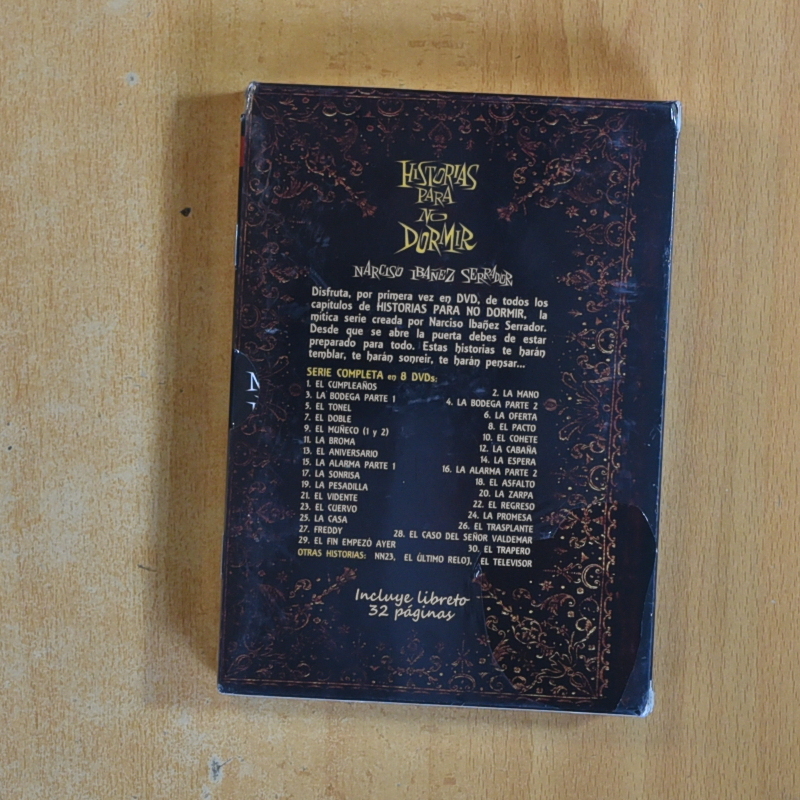 HISTORIAS
PARA
NO
DORMIR
NARCISO IBAÑEZ SERRADOR
Disfruta, por primera vez en DVD, de todos los
capítulos de HISTORIAS PARA NO DORMIR, la
mítica serie creada por Narciso Ibañez Serrador.
Desde que se abre la puerta debes de estar
preparado para todo. Estas historias te harán
temblar, te harán sonreir, te harán pensar...
SERIE COMPLETA en 8 DVDs:
1. EL CUMPLEAÑOS 2. LA MANO
3. LA BODEGA PARTE 1 4. LA BODEGA PARTE 2
5. EL TONEL 6. LA OFERTA
7. EL DOBLE 8. EL PACTO
9. EL MUÑECO (1 y 2) 10. EL COHETE
11. LA BROMA 12. LA CABAÑA
13. EL ANIVERSARIO 14. LA ESPERA
15. LA ALARMA PARTE 1 16. LA ALARMA PARTE 2
17. LA SONRISA 18. EL ASFALTO
19. LA PESADILLA 20. LA ZARPA
21. EL VIDENTE 22. EL REGRESO
23. EL CUERVO 24. LA PROMESA
25. LA CASA 26. EL TRASPLANTE
27. FREDDY 28. EL CASO DEL SEÑOR VALDEMAR
29. EL FIN EMPEZÓ AYER 30. EL TRAPERO
OTRAS HISTORIAS: NN23, EL ÚLTIMO RELOJ, EL TELEVISOR
Incluye libreto
32 páginas